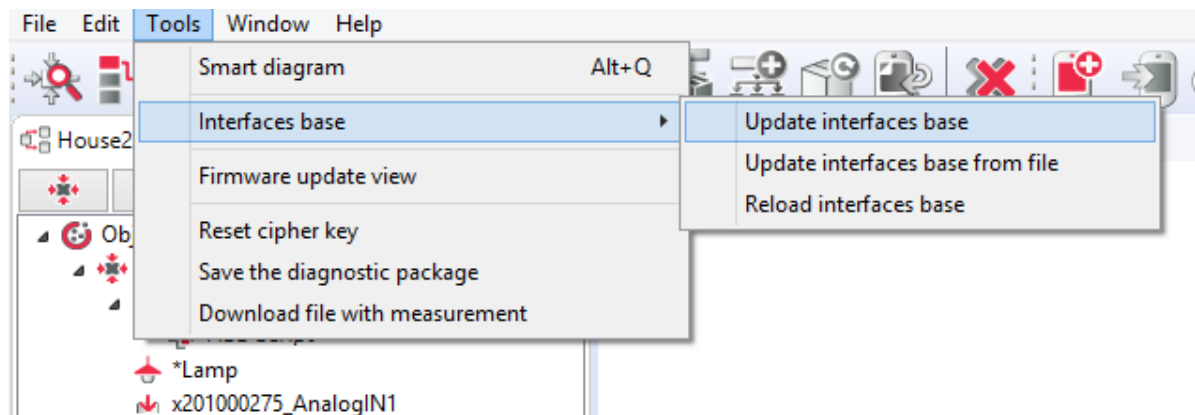 File Edit Tools Window Help
Smart diagram Alt+Q
Interfaces base
Update interfaces base
Update interfaces base from file
Reload interfaces base
Firmware update view
Reset cipher key
Save the diagnostic package
Download file with measurement
House2
Obj
*Lamp
x201000275_AnalogIN1